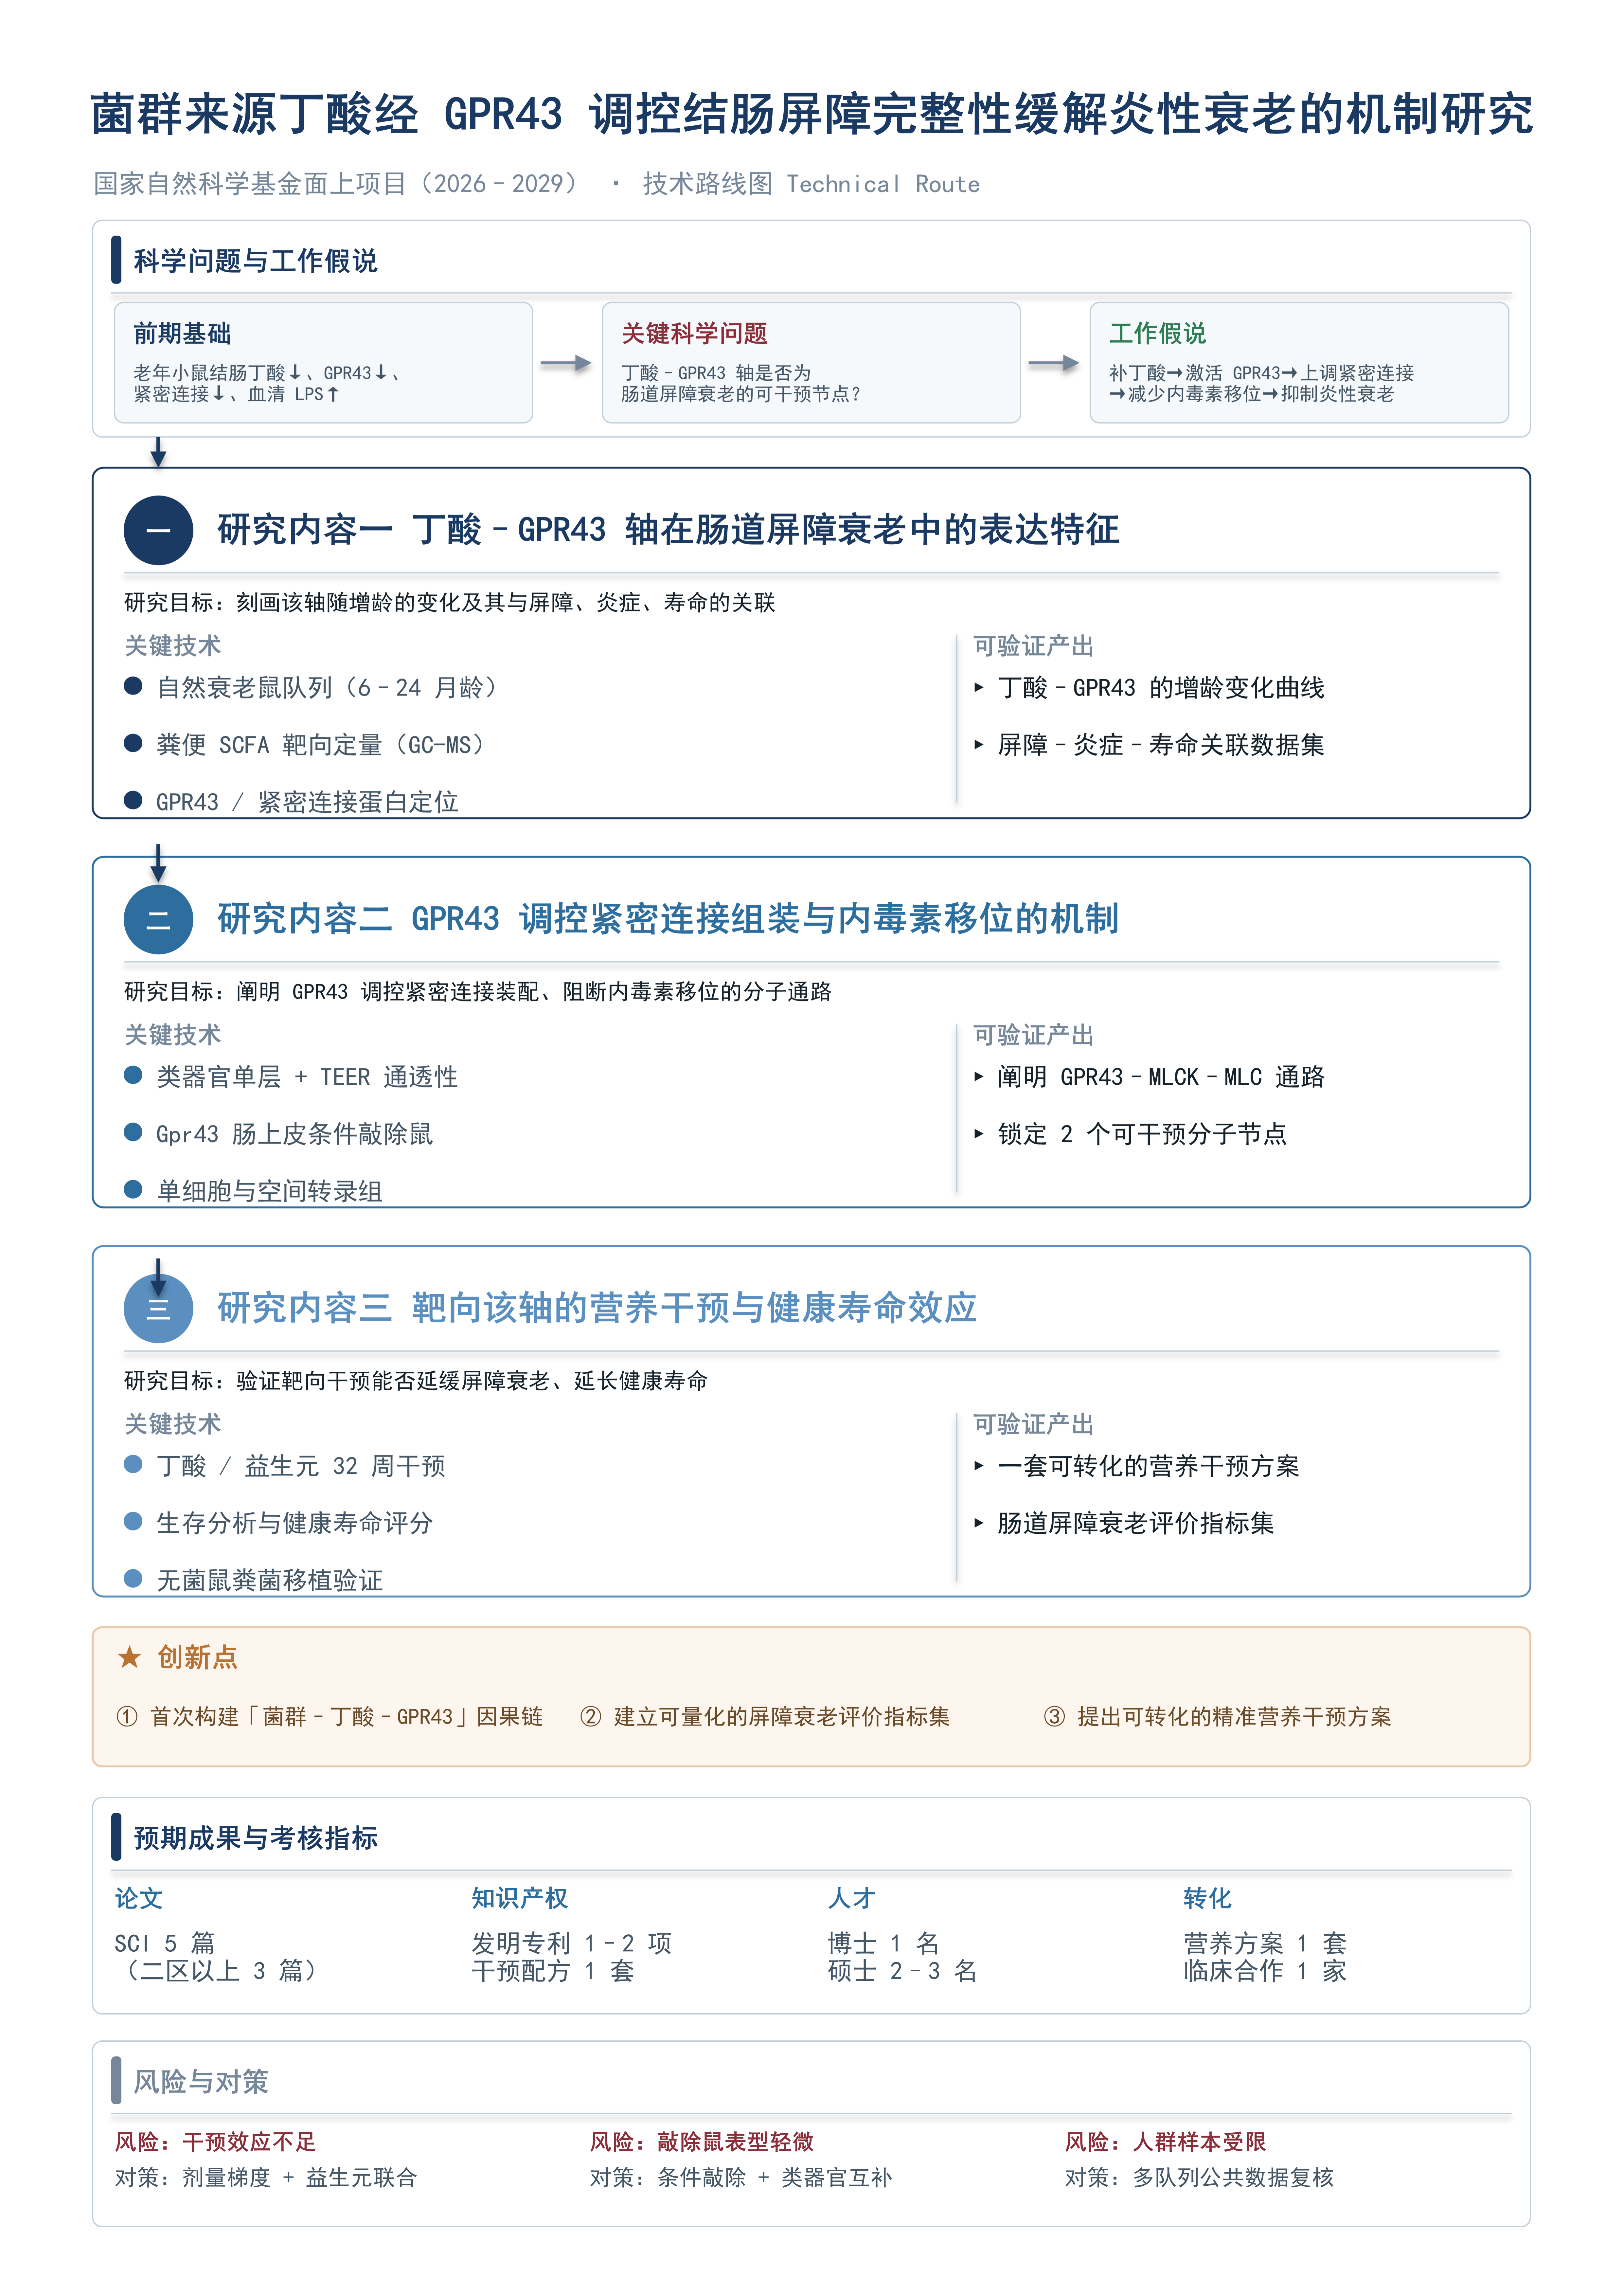 菌群来源丁酸经 GPR43 调控结肠屏障完整性缓解炎性衰老的机制研究
国家自然科学基金面上项目（2026–2029） · 技术路线图 Technical Route
科学问题与工作假说
前期基础
老年小鼠结肠丁酸↓、GPR43↓、
紧密连接↓、血清 LPS↑
关键科学问题
丁酸–GPR43 轴是否为
肠道屏障衰老的可干预节点？
工作假说
补丁酸→激活 GPR43→上调紧密连接
→减少内毒素移位→抑制炎性衰老
一
研究内容一 丁酸–GPR43 轴在肠道屏障衰老中的表达特征
研究目标：刻画该轴随增龄的变化及其与屏障、炎症、寿命的关联
关键技术
● 自然衰老鼠队列（6–24 月龄）
● 粪便 SCFA 靶向定量（GC-MS）
● GPR43 / 紧密连接蛋白定位
可验证产出
▸ 丁酸–GPR43 的增龄变化曲线
▸ 屏障–炎症–寿命关联数据集
二
研究内容二 GPR43 调控紧密连接组装与内毒素移位的机制
研究目标：阐明 GPR43 调控紧密连接装配、阻断内毒素移位的分子通路
关键技术
● 类器官单层 + TEER 通透性
● Gpr43 肠上皮条件敲除鼠
● 单细胞与空间转录组
可验证产出
▸ 阐明 GPR43–MLCK–MLC 通路
▸ 锁定 2 个可干预分子节点
三
研究内容三 靶向该轴的营养干预与健康寿命效应
研究目标：验证靶向干预能否延缓屏障衰老、延长健康寿命
关键技术
● 丁酸 / 益生元 32 周干预
● 生存分析与健康寿命评分
● 无菌鼠粪菌移植验证
可验证产出
▸ 一套可转化的营养干预方案
▸ 肠道屏障衰老评价指标集
★ 创新点
① 首次构建「菌群–丁酸–GPR43」因果链
② 建立可量化的屏障衰老评价指标集
③ 提出可转化的精准营养干预方案
预期成果与考核指标
论文
SCI 5 篇
（二区以上 3 篇）
知识产权
发明专利 1–2 项
干预配方 1 套
人才
博士 1 名
硕士 2–3 名
转化
营养方案 1 套
临床合作 1 家
风险与对策
风险：干预效应不足
对策：剂量梯度 + 益生元联合
风险：敲除鼠表型轻微
对策：条件敲除 + 类器官互补
风险：人群样本受限
对策：多队列公共数据复核